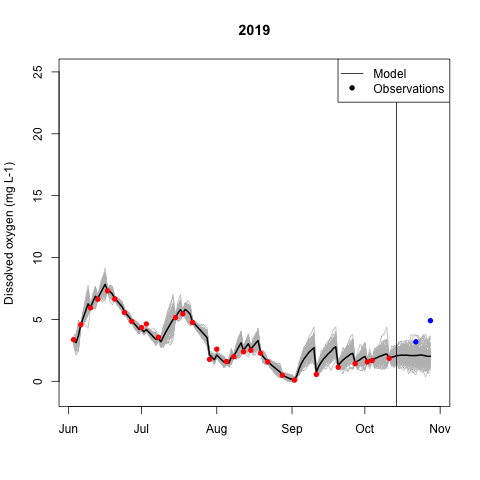 2019
Dissolved oxygen (mg L-1)
25
20
15
10
5
0
Model
Observations
Jun Jul Aug Sep Oct Nov